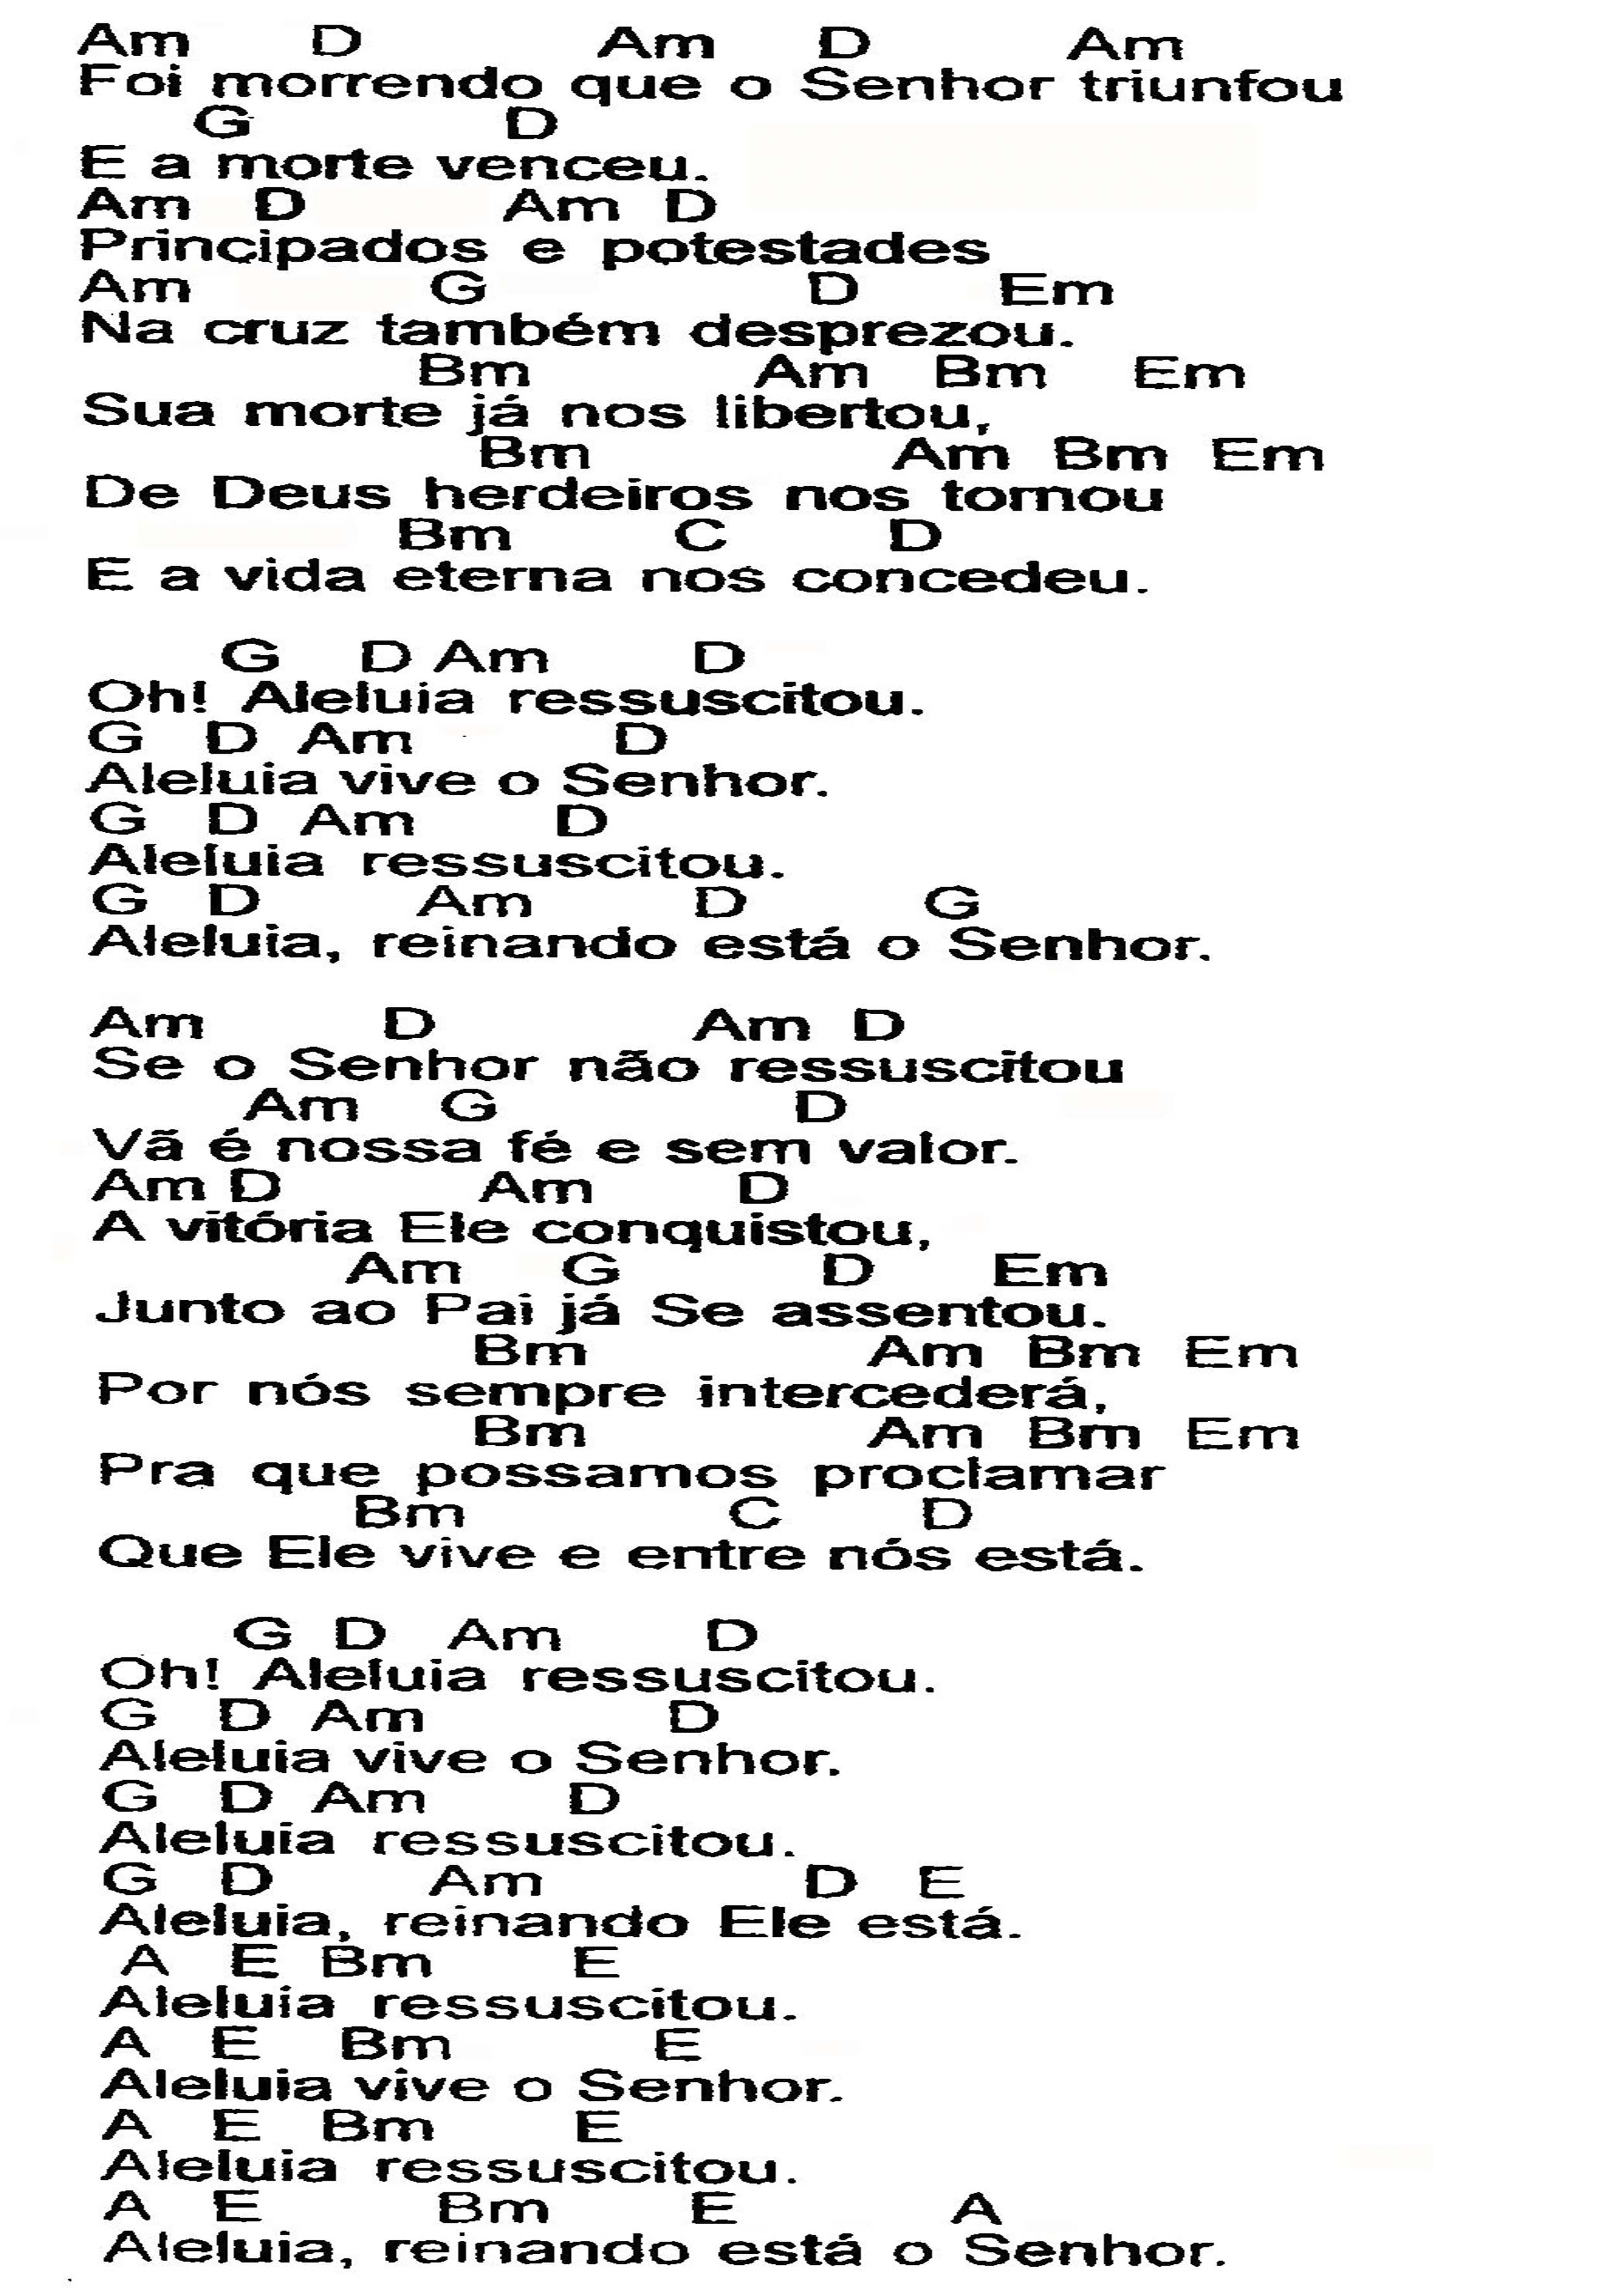 Am D Am D Am
Foi morrendo que o Senhor triunfou
G D
E a morte venceu.
Am D Am D
Principados e potestades
Am G D Em
Na cruz também desprezou.
Bm Am Bm Em
Sua morte já nos libertou,
Bm Am Bm Em
De Deus herdeiros nos tornou
Bm C D
E a vida eterna nos concedeu.
G D Am D
Oh! Aleluia ressuscitou.
G D Am D
Aleluia vive o Senhor.
G D Am D
Aleluia ressuscitou.
G D Am D G
Aleluia, reinando está o Senhor.
Am D Am D
Se o Senhor não ressuscitou
Am G D
Vã é nossa fé e sem valor.
Am D Am D
A vitória Ele conquistou,
Am G D Em
Junto ao Pai já Se assentou.
Bm Am Bm Em
Por nós sempre intercederá,
Bm Am Bm Em
Pra que possamos proclamar
Bm C D
Que Ele vive e entre nós está.
G D Am D
Oh! Aleluia ressuscitou.
G D Am D
Aleluia vive o Senhor.
G D Am D
Aleluia ressuscitou.
G D Am D E
Aleluia, reinando Ele está.
A E Bm E
Aleluia ressuscitou.
A E Bm E
Aleluia vive o Senhor.
A E Bm E
Aleluia ressuscitou.
A E Bm E A
Aleluia, reinando está o Senhor.